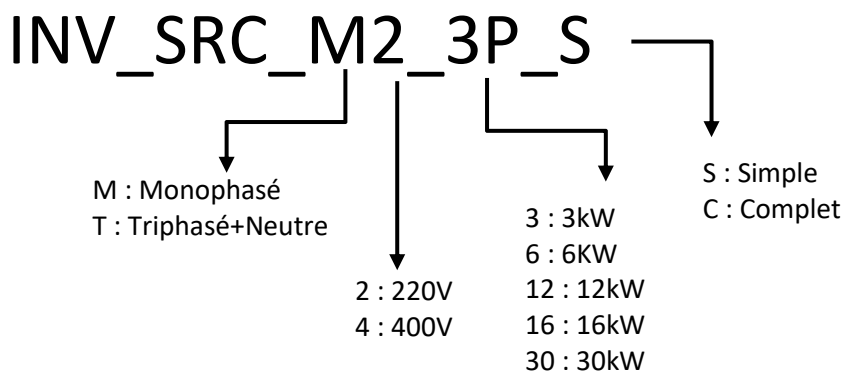 INV_SRC_M2_3P_S
M : Monophasé
T : Triphasé+Neutre
2 : 220V
4 : 400V
3 : 3kW
6 : 6KW
12 : 12kW
16 : 16kW
30 : 30kW
S : Simple
C : Complet